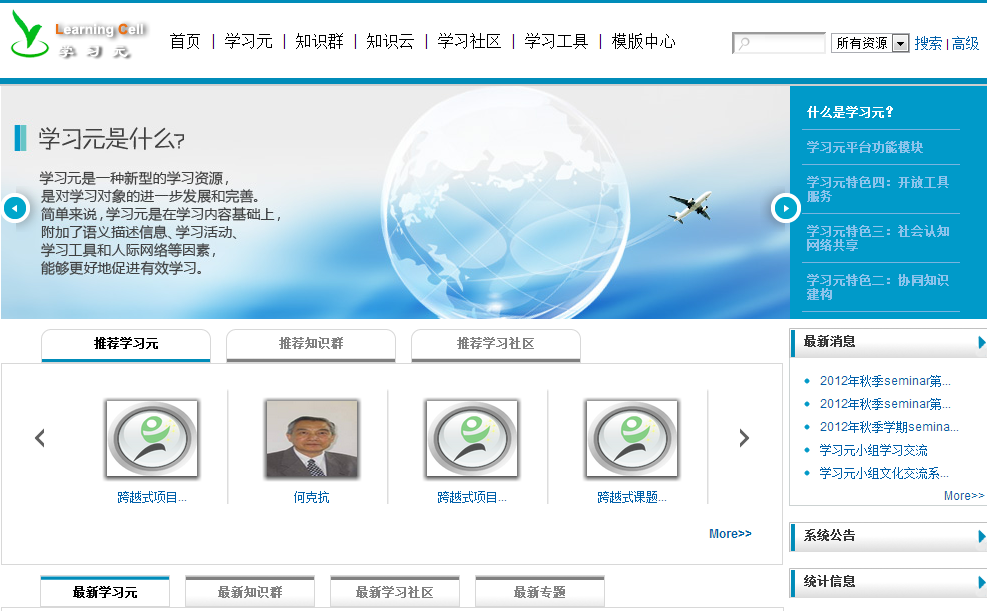 Learning Cell
学习元
首页 | 学习元 | 知识群 | 知识云 | 学习社区 | 学习工具 | 模版中心
所有资源 搜索 | 高级
学习元是什么?
学习元是一种新型的学习资源，
是对学习对象的进一步发展和完善。
简单来说，学习元是在学习内容基础上，
附加了语义描述信息、学习活动、
学习工具和人际网络等因素，
能够更好地促进有效学习。
什么是学习元？
学习元平台功能模块
学习元特色四：开放工具
服务
学习元特色三：社会认知
网络共享
学习元特色二：协同知识
建构
推荐学习元 推荐知识群 推荐学习社区
跨越式项目... 何克抗 跨越式项目... 跨越式课题...
More>>
最新消息
2012年秋季seminar第...
2012年秋季seminar第...
2012年秋季学期semina...
学习元小组学习交流
学习元小组文化交流系...
More>>
系统公告
统计信息
最新学习元 最新知识群 最新学习社区 最新专题